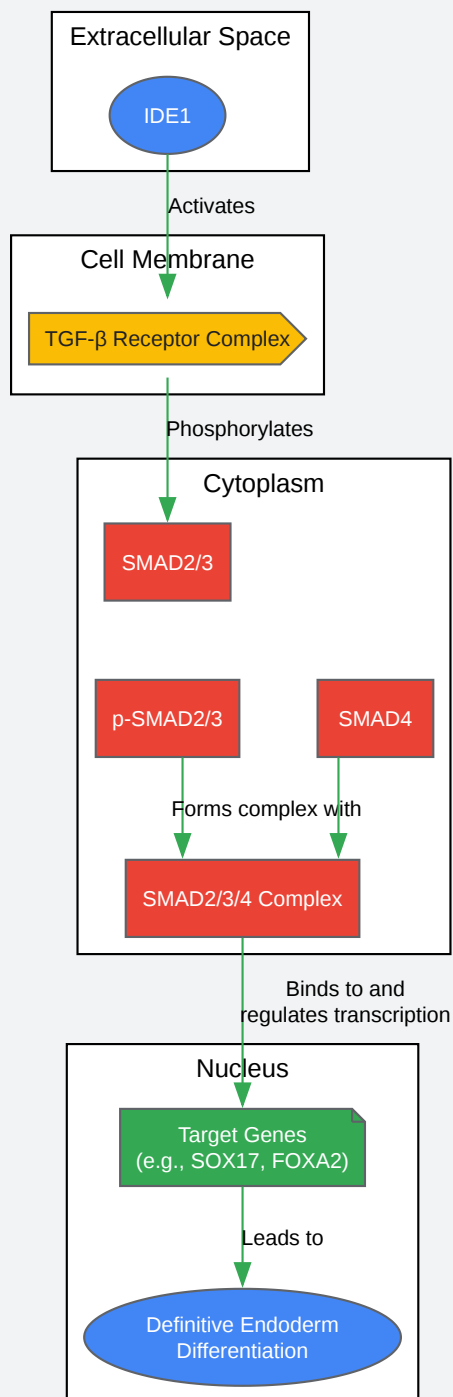 Extracellular Space
IDE1
Activates
Cell Membrane
TGF-β Receptor Complex
Phosphorylates
Cytoplasm
SMAD2/3
p-SMAD2/3
SMAD4
Forms complex with
SMAD2/3/4 Complex
Binds to and
regulates transcription
Nucleus
Target Genes
(e.g., SOX17, FOXA2)
Leads to
Definitive Endoderm
Differentiation